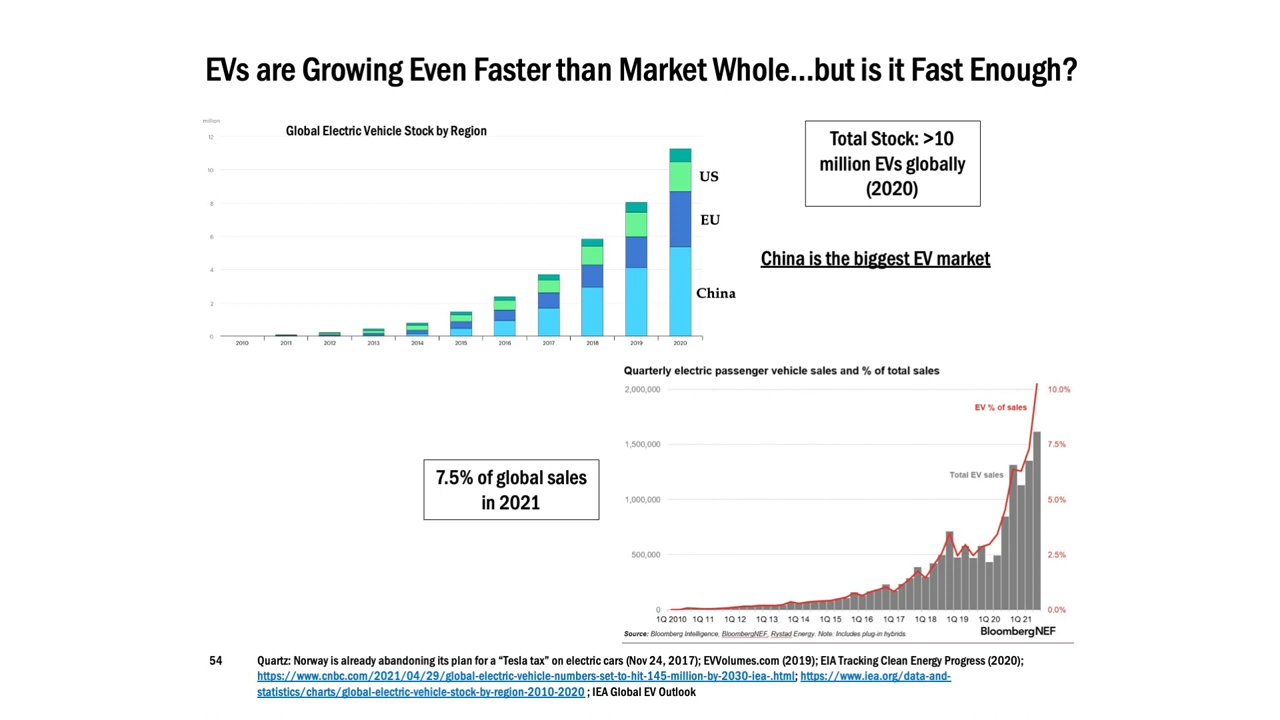 EVs are Growing Even Faster than Market Whole...but is it Fast Enough?
million
Global Electric Vehicle Stock by Region
12
10
8
6
4
2
0
2010 2011 2012 2013 2014 2015 2016 2017 2018 2019 2020
US
EU
China
Total Stock: >10
million EVs globally
(2020)
China is the biggest EV market
7.5% of global sales
in 2021
Quarterly electric passenger vehicle sales and % of total sales
2,000,000
1,500,000
1,000,000
500,000
0
10.0%
7.5%
5.0%
2.5%
0.0%
EV % of sales
Total EV sales
1Q 2010 1Q 11 1Q 12 1Q 13 1Q 14 1Q 15 1Q 16 1Q 17 1Q 18 1Q 19 1Q 20 1Q 21
Source: Bloomberg Intelligence, BloombergNEF, Rystad Energy. Note: Includes plug-in hybrids.
BloombergNEF
54
Quartz: Norway is already abandoning its plan for a “Tesla tax” on electric cars (Nov 24, 2017); EVVolumes.com (2019); EIA Tracking Clean Energy Progress (2020);
https://www.cnbc.com/2021/04/29/global-electric-vehicle-numbers-set-to-hit-145-million-by-2030-iea-.html; https://www.iea.org/data-and-
statistics/charts/global-electric-vehicle-stock-by-region-2010-2020 ; IEA Global EV Outlook